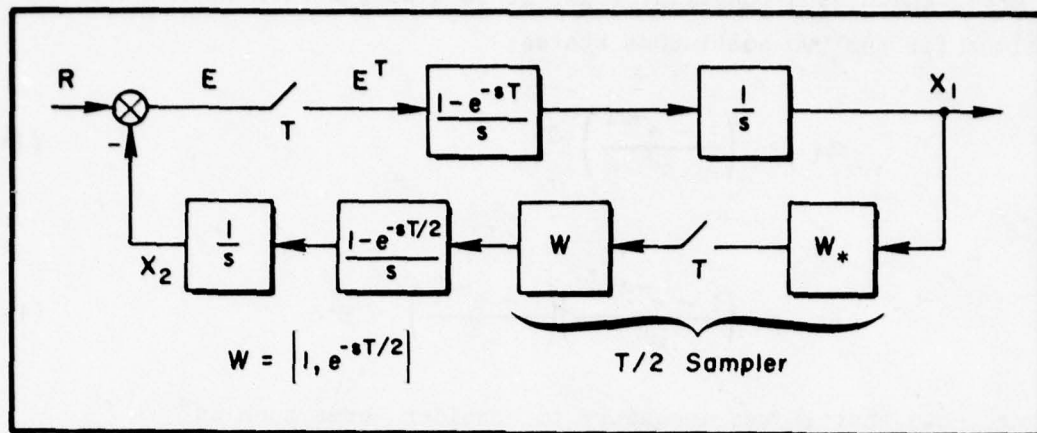 R
E
T
E^T
1 - e^{-sT}
s
1
s
X_1
-
X_2
1
s
1 - e^{-sT/2}
s
W
T
W_*
W = |1, e^{-sT/2}|
T/2 Sampler